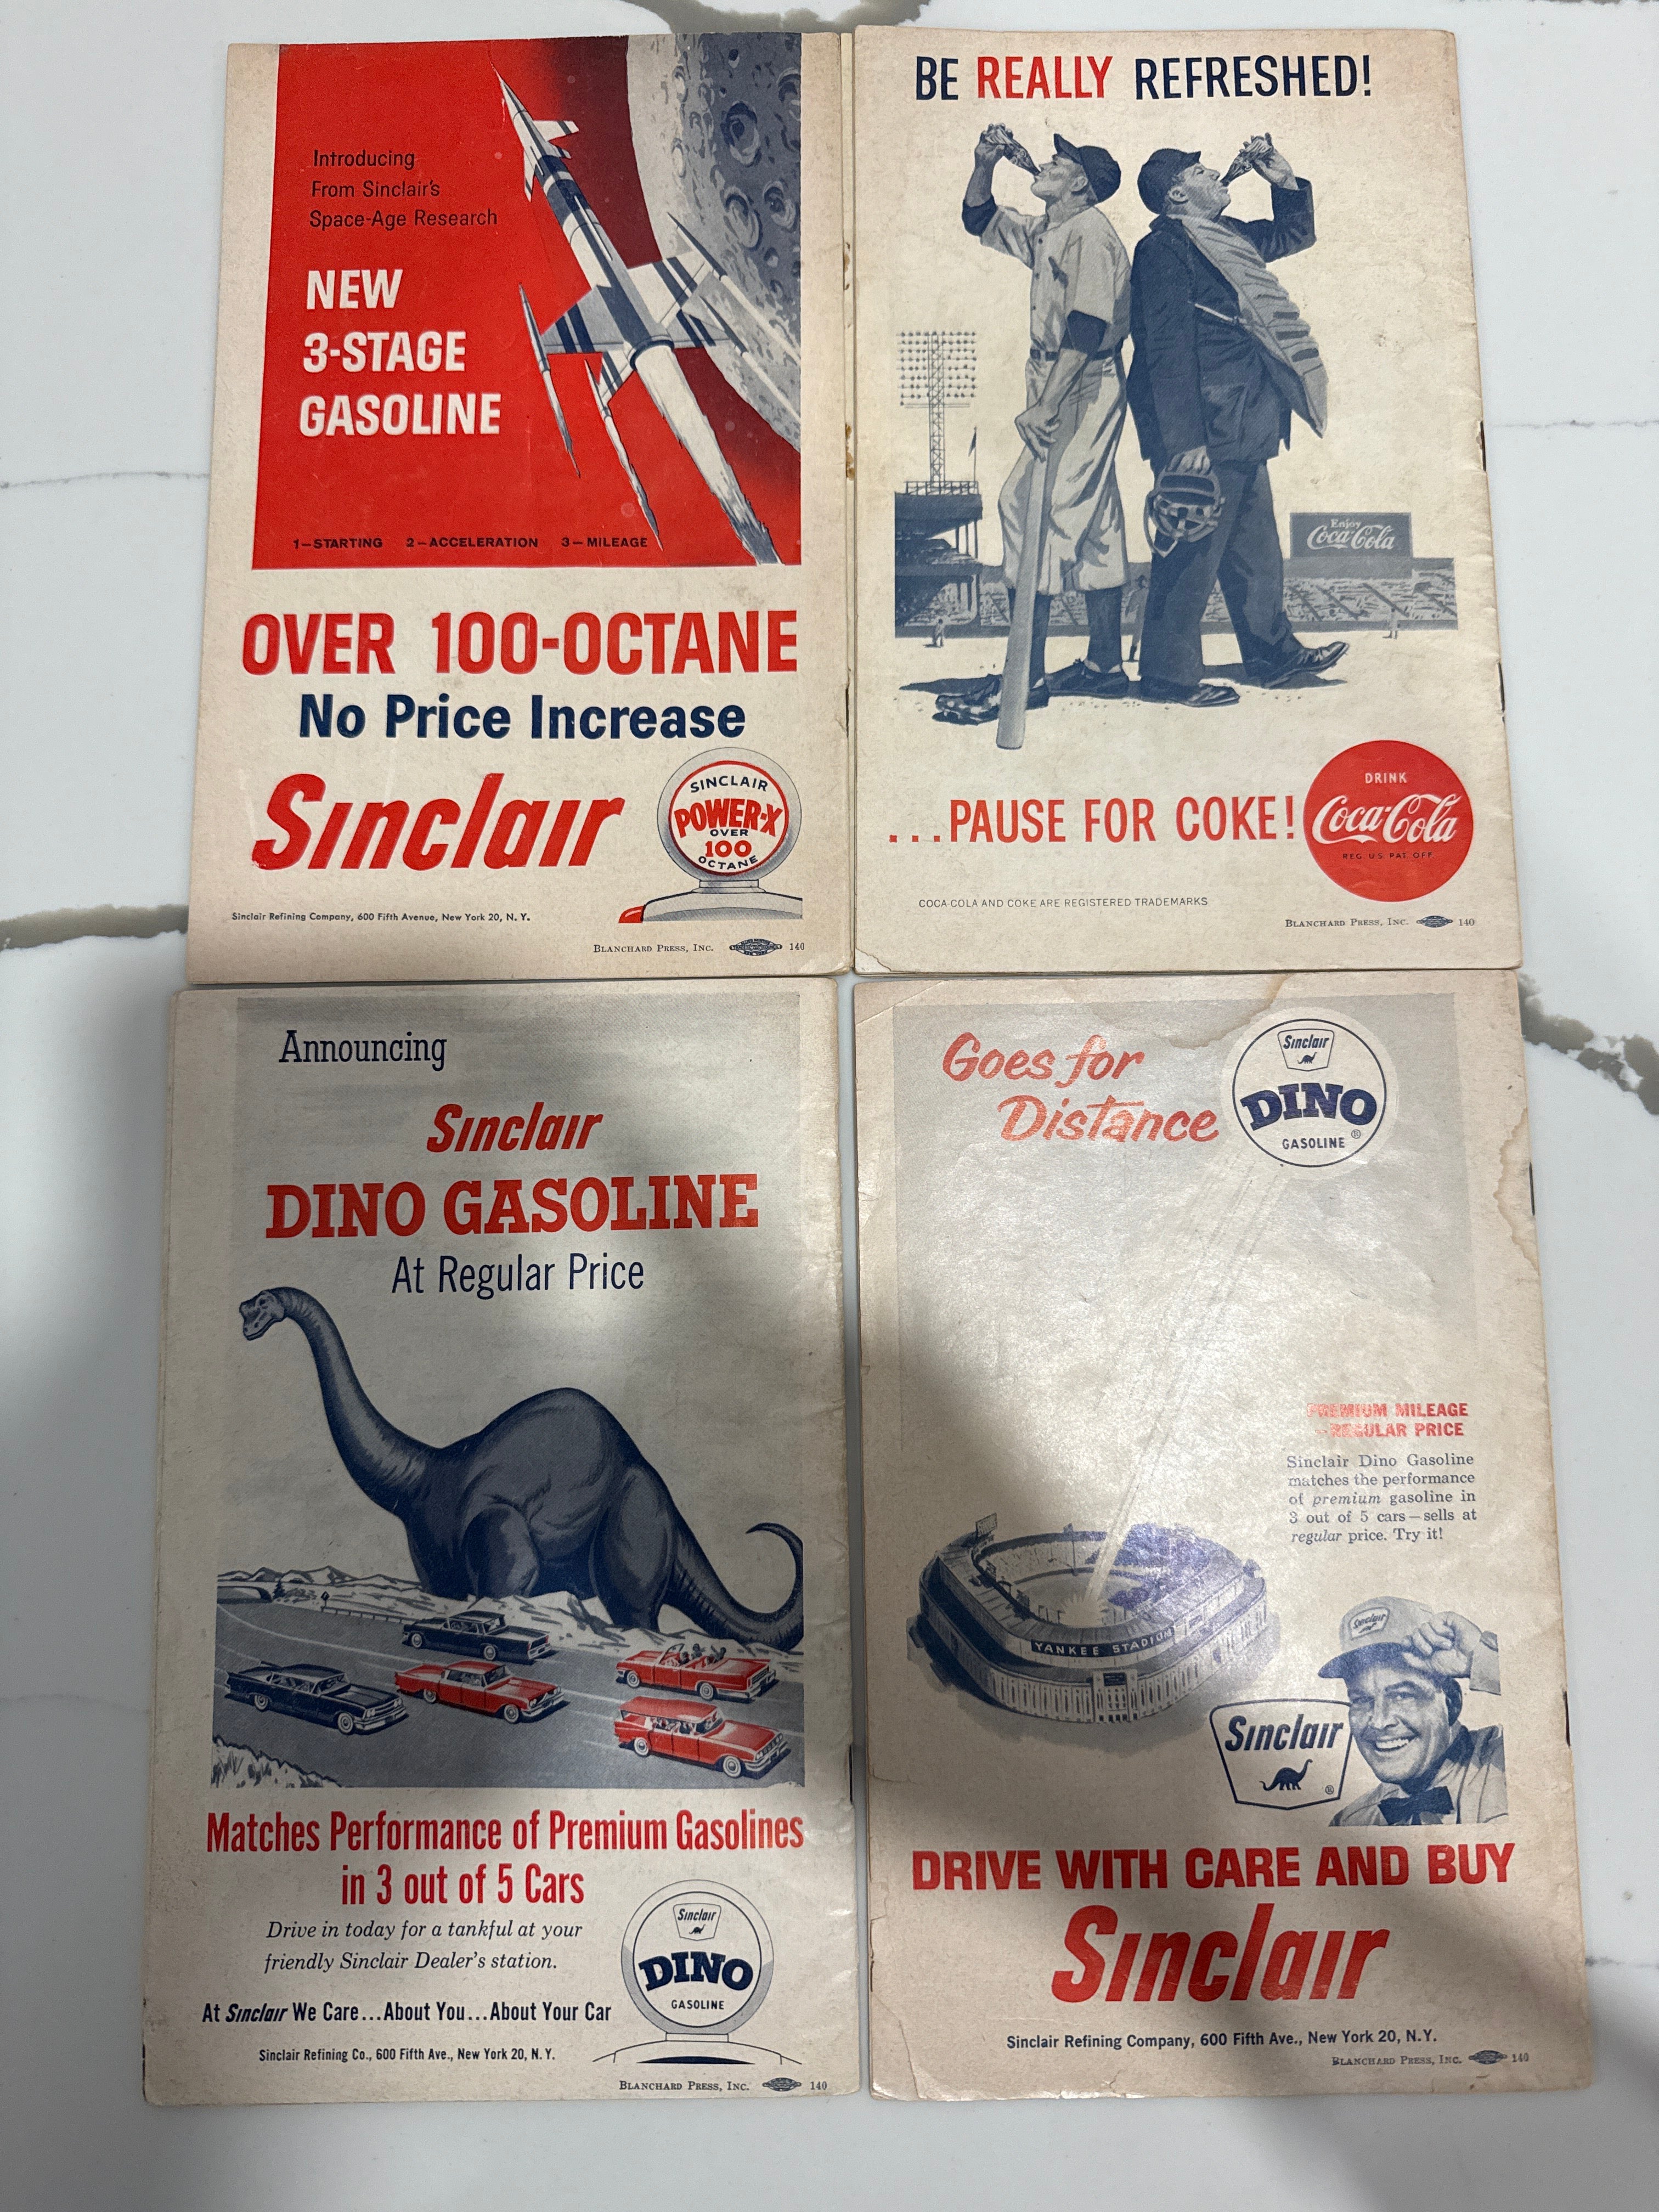 Introducing
From Sinclair's
Space-Age Research
NEW
3-STAGE
GASOLINE
1—STARTING 2—ACCELERATION 3—MILEAGE
OVER 100-OCTANE
No Price Increase
Sinclair
SINCLAIR
POWER-X
OVER
100
OCTANE
Sinclair Refining Company, 600 Fifth Avenue, New York 20, N. Y.
BLANCHARD PRESS, INC. 140
BE REALLY REFRESHED!
Enjoy
Coca-Cola
...PAUSE FOR COKE!
DRINK
Coca-Cola
REG. U.S. PAT. OFF.
COCA-COLA AND COKE ARE REGISTERED TRADEMARKS
BLANCHARD PRESS, INC. 140
Announcing
Sinclair
DINO GASOLINE
At Regular Price
Matches Performance of Premium Gasolines
in 3 out of 5 Cars
Drive in today for a tankful at your
friendly Sinclair Dealer's station.
At Sinclair We Care...About You...About Your Car
Sinclair Refining Co., 600 Fifth Ave., New York 20, N. Y.
Sinclair
DINO
GASOLINE
BLANCHARD PRESS, INC. 140
Goes for
Distance
Sinclair
DINO
GASOLINE ®
PREMIUM MILEAGE
—REGULAR PRICE
Sinclair Dino Gasoline
matches the performance
of premium gasoline in
3 out of 5 cars—sells at
regular price. Try it!
YANKEE STADIUM
Sinclair
Sinclair
®
DRIVE WITH CARE AND BUY
Sinclair
Sinclair Refining Company, 600 Fifth Ave., New York 20, N.Y.
BLANCHARD PRESS, INC. 140